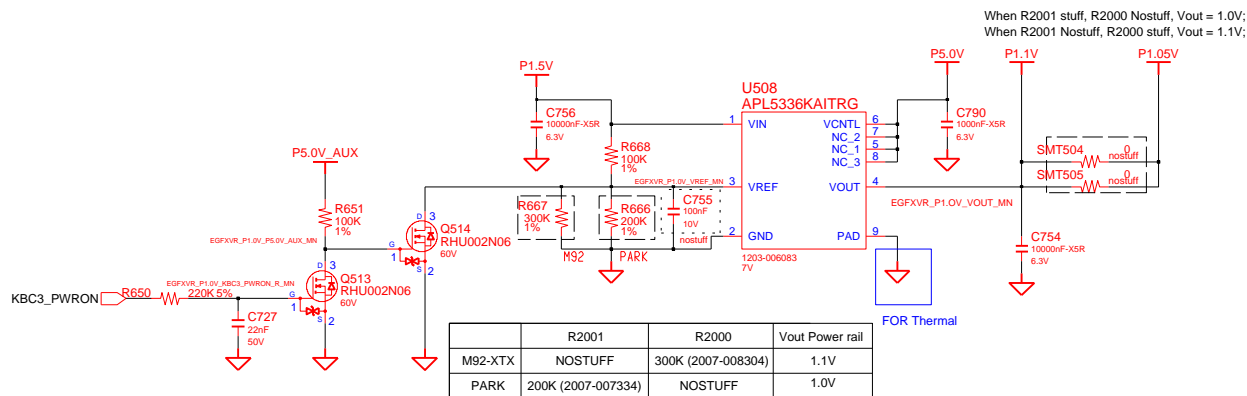 When R2001 stuff, R2000 Nostuff, Vout = 1.0V;
When R2001 Nostuff, R2000 stuff, Vout = 1.1V;
P5.0V
P1.1V
P1.05V
P1.5V
U508
APL5336KAITRG
C756
10000nF-X5R
6.3V
1
VIN
VCNTL
6
NC_2
7
NC_1
5
NC_3
8
C790
1000nF-X5R
6.3V
SMT504
0
nostuff
SMT505
0
nostuff
P5.0V_AUX
R668
100K
1%
EGFXVR_P1.0V_VREF_MN
3
VREF
VOUT
4
EGFXVR_P1.OV_VOUT_MN
R651
100K
1%
R667
300K
1%
M92
R666
200K
1%
PARK
C755
100nF
10V
nostuff
2
GND
PAD
9
1203-006083
7V
EGFXVR_P1.0V_P5.0V_AUX_MN
D
3
Q514
RHU002N06
60V
G
1
S
2
C754
10000nF-X5R
6.3V
KBC3_PWRON
R650
220K
5%
EGFXVR_P1.0V_KBC3_PWRON_R_MN
D
3
Q513
RHU002N06
60V
G
1
S
2
C727
22nF
50V
FOR Thermal
R2001 R2000 Vout Power rail
M92-XTX NOSTUFF 300K (2007-008304) 1.1V
PARK 200K (2007-007334) NOSTUFF 1.0V